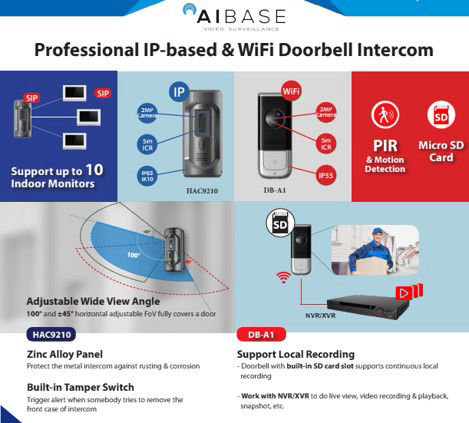 AIBASE
VIDEO SURVEILLANCE
Professional IP-based & WiFi Doorbell Intercom
SIP
SIP
Support up to 10
Indoor Monitors
IP
2MP
Camera
5m
ICR
IP65
IK10
HAC9210
WiFi
2MP
Camera
5m
ICR
IP55
DB-A1
PIR
& Motion
Detection
SD
Micro SD
Card
-45°
100°
45°
Adjustable Wide View Angle
100° and ±45° horizontal adjustable FoV fully covers a door
SD
NVR/XVR
HAC9210
Zinc Alloy Panel
Protect the metal intercom against rusting & corrosion
Built-in Tamper Switch
Trigger alert when somebody tries to remove the
front case of intercom
DB-A1
Support Local Recording
- Doorbell with built-in SD card slot supports continuous local
recording
- Work with NVR/XVR to do live view, video recording & playback,
snapshot, etc.